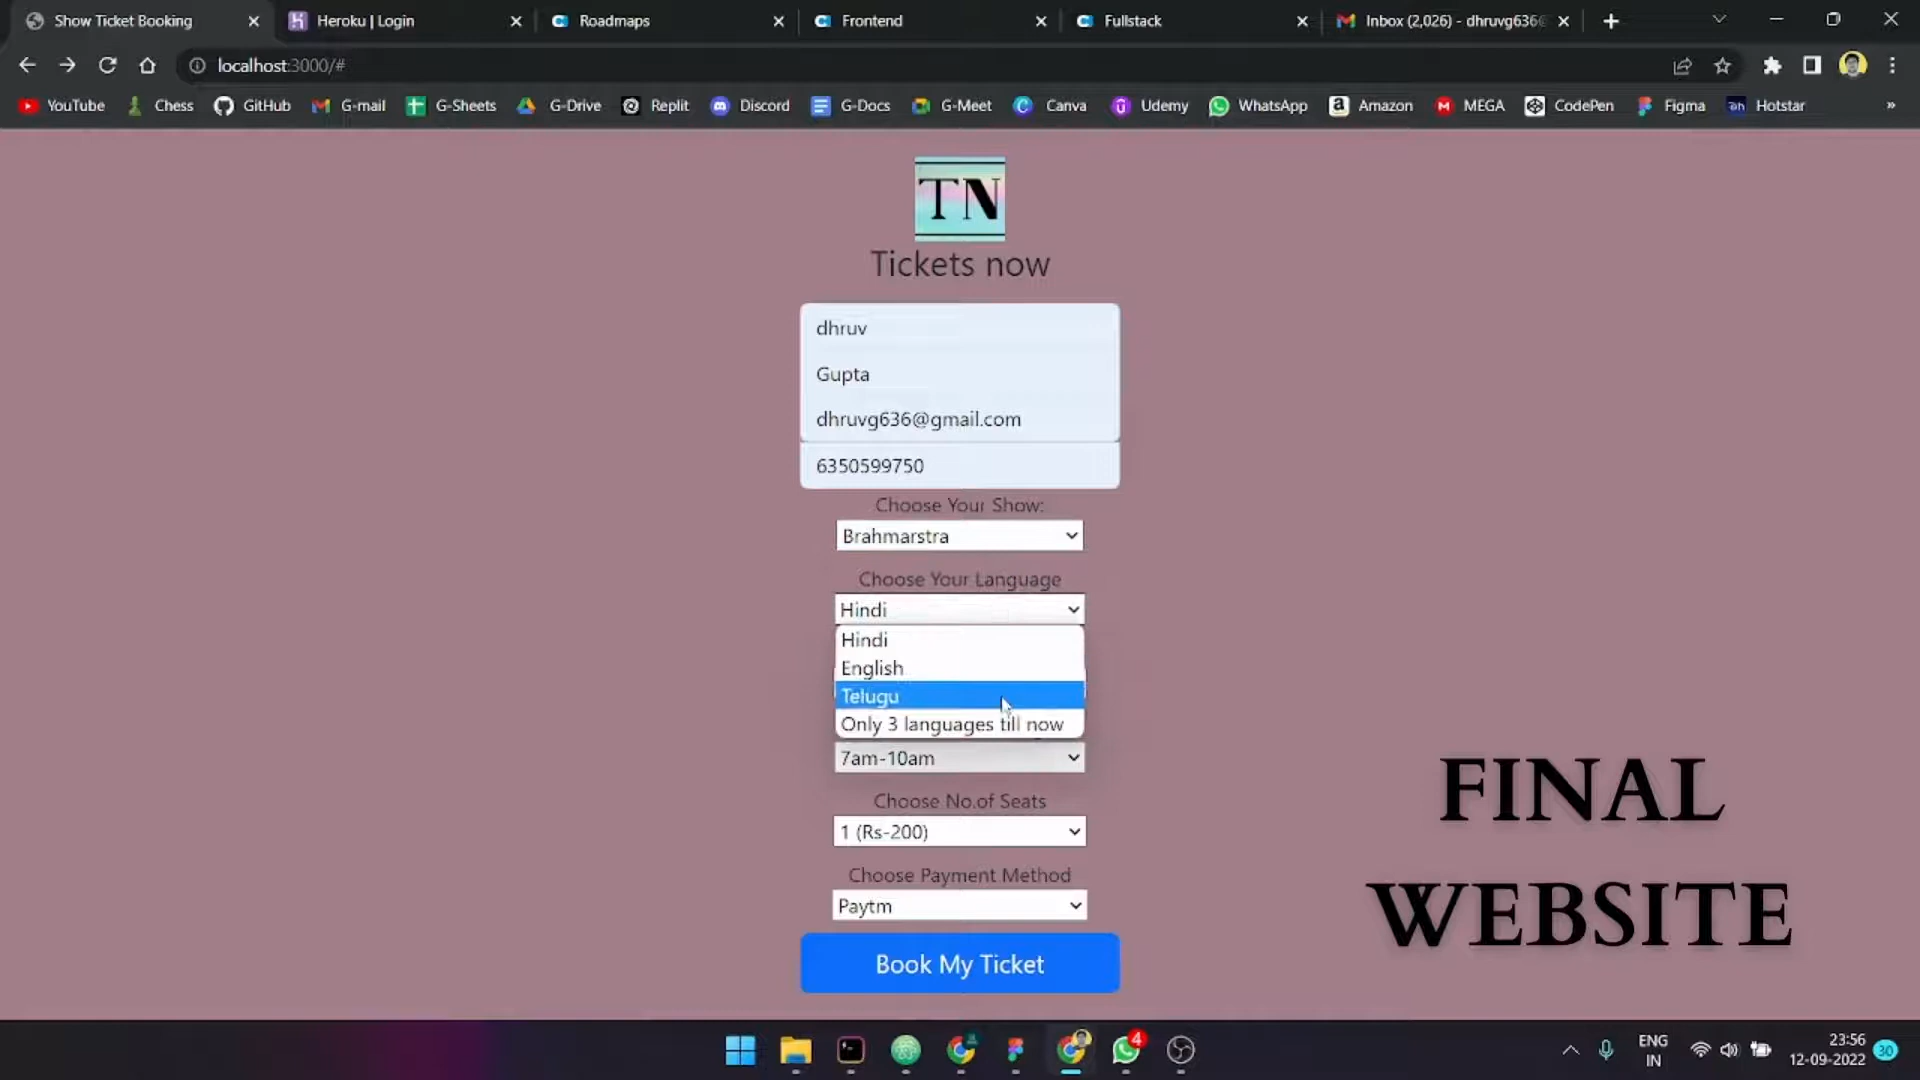 Show Ticket Booking
Heroku | Login
Roadmaps
Frontend
Fullstack
Inbox (2,026) - dhruvg636@
localhost:3000/#
YouTube
Chess
GitHub
G-mail
G-Sheets
G-Drive
Replit
Discord
G-Docs
G-Meet
Canva
Udemy
WhatsApp
Amazon
MEGA
CodePen
Figma
Hotstar
»
TN
Tickets now
dhruv
Gupta
dhruvg636@gmail.com
6350599750
Choose Your Show:
Brahmarstra
Choose Your Language
Hindi
Hindi
English
Telugu
Only 3 languages till now
7am-10am
Choose No.of Seats
1 (Rs-200)
Choose Payment Method
Paytm
Book My Ticket
FINAL
WEBSITE
4
ENG
IN
23:56
12-09-2022
30